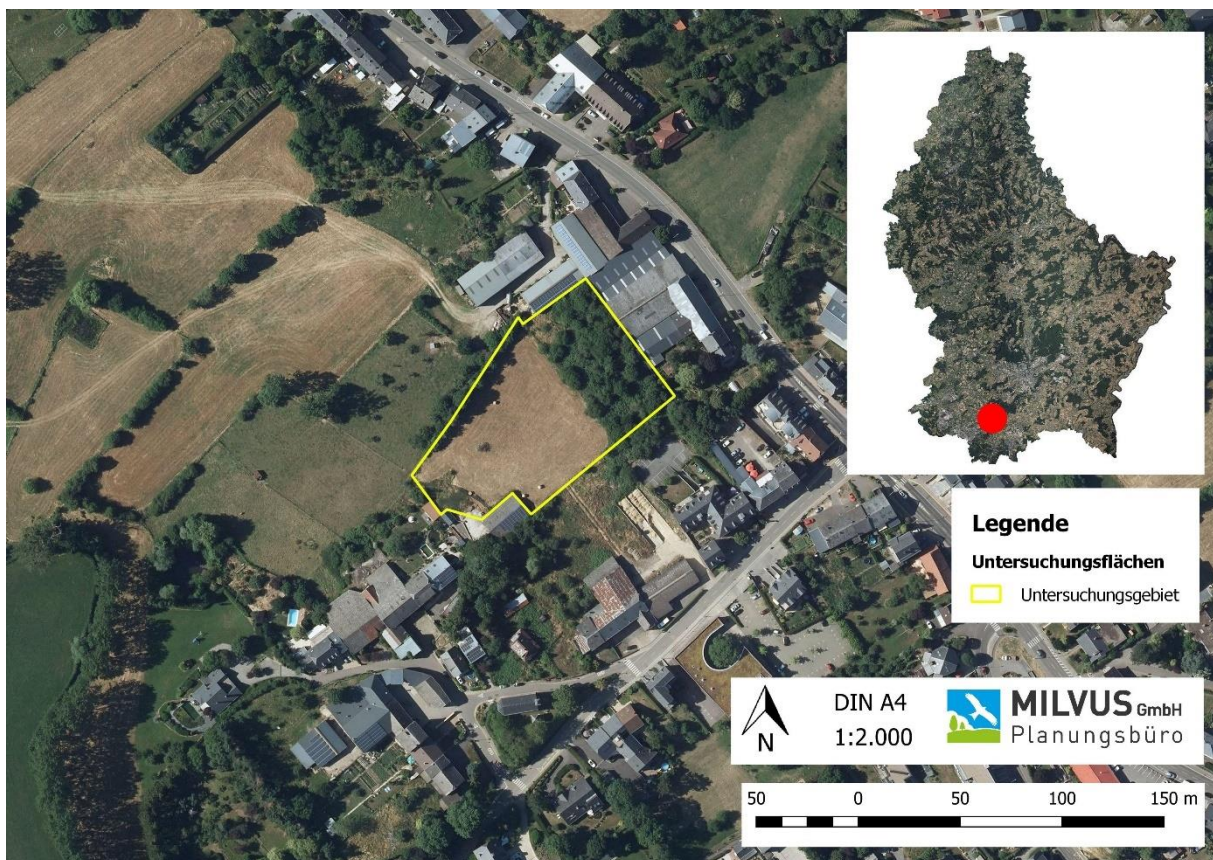 Legende
Untersuchungsflächen
Untersuchungsgebiet
N
DIN A4
1:2.000
MILVUS GmbH
Planungsbüro
50 0 50 100 150 m